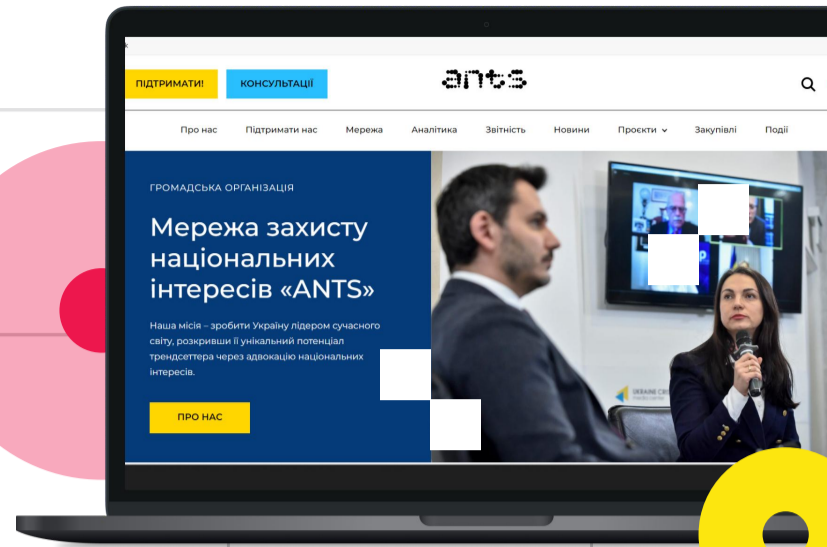 ПІДТРИМАТИ!
КОНСУЛЬТАЦІЇ
ants
Про нас
Підтримати нас
Мережа
Аналітика
Звітність
Новини
Проєкти
Закупівлі
Події
ГРОМАДСЬКА ОРГАНІЗАЦІЯ
Мережа захисту
національних
інтересів «ANTS»
Наша місія – зробити Україну лідером сучасного
світу, розкривши її унікальний потенціал
трендсеттера через адвокацію національних
інтересів.
ПРО НАС
UKRAINE